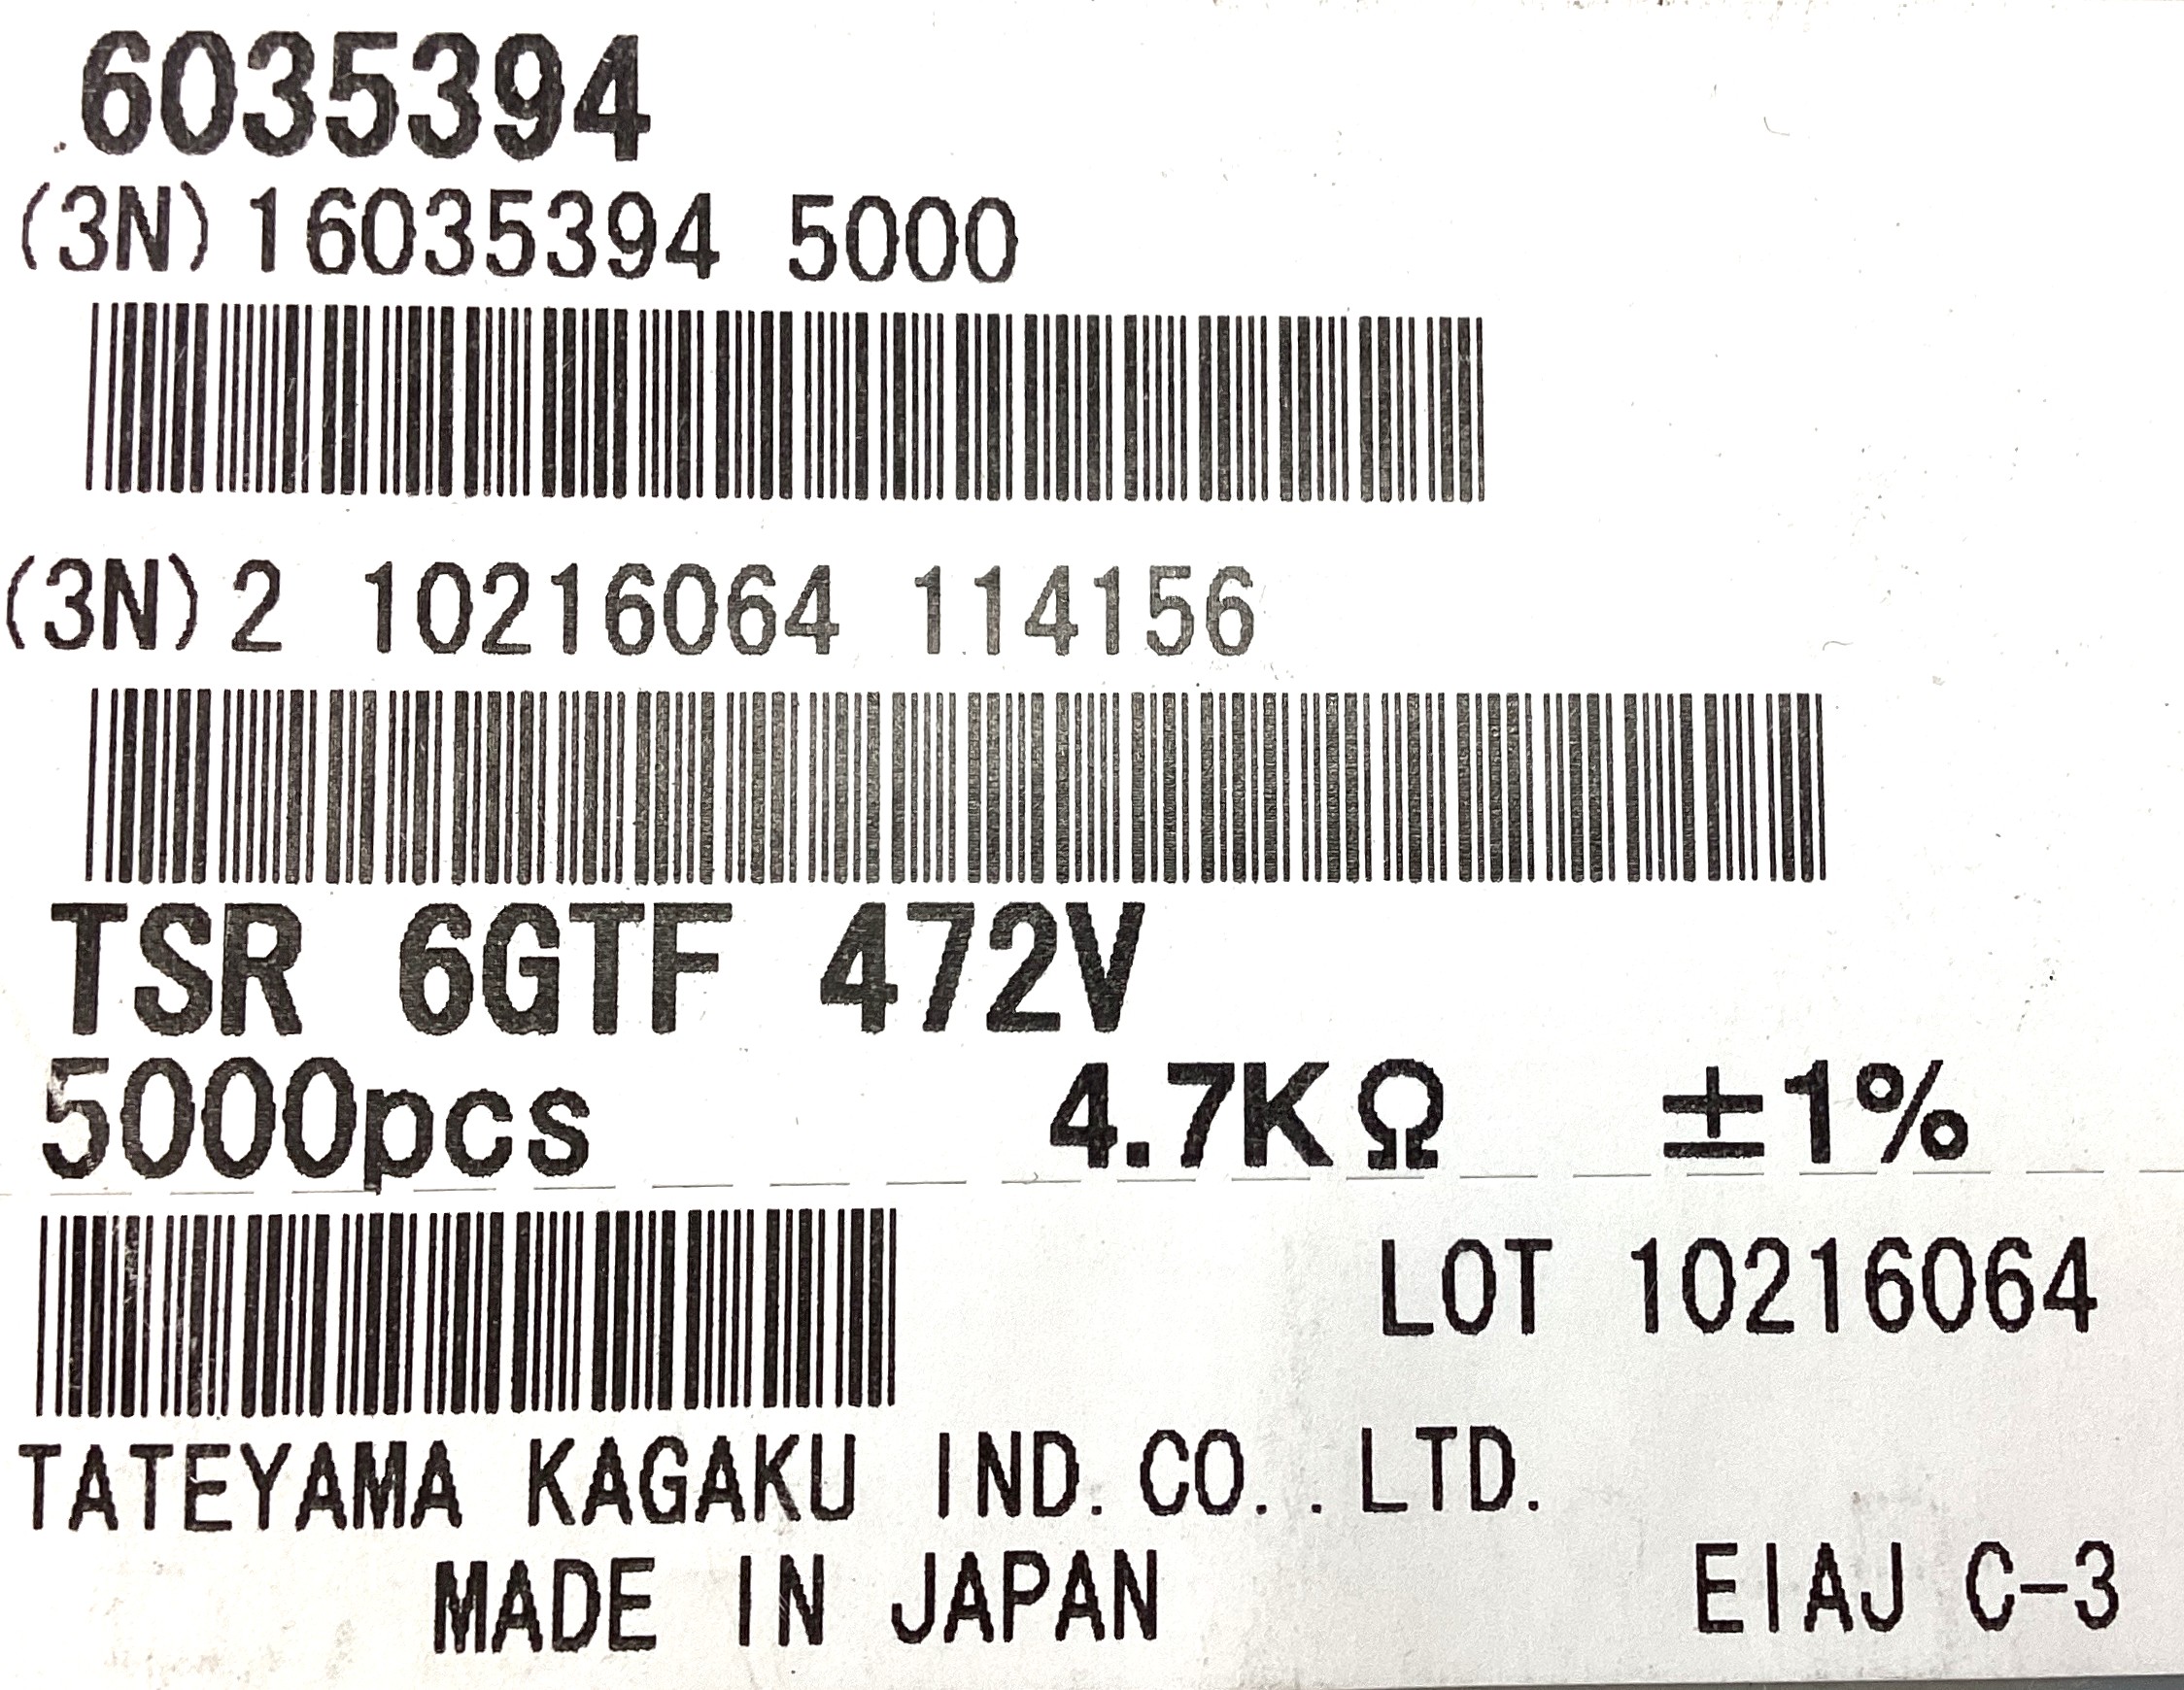 6035394
(3N)16035394 5000
(3N)2 10216064 114156
TSR 6GTF 472V
5000pcs 4.7KΩ ±1%
LOT 10216064
TATEYAMA KAGAKU IND.CO..LTD.
MADE IN JAPAN
EIAJ C-3